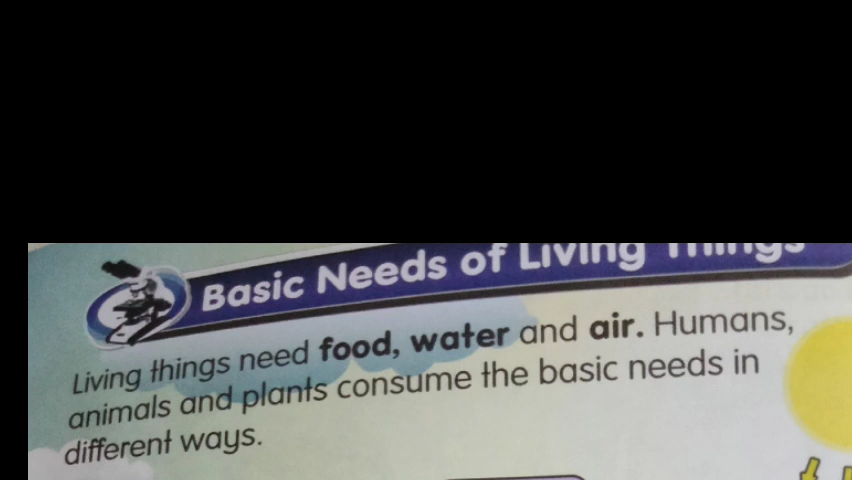 Basic Needs of Living Things
Living things need food, water and air. Humans,
animals and plants consume the basic needs in
different ways.